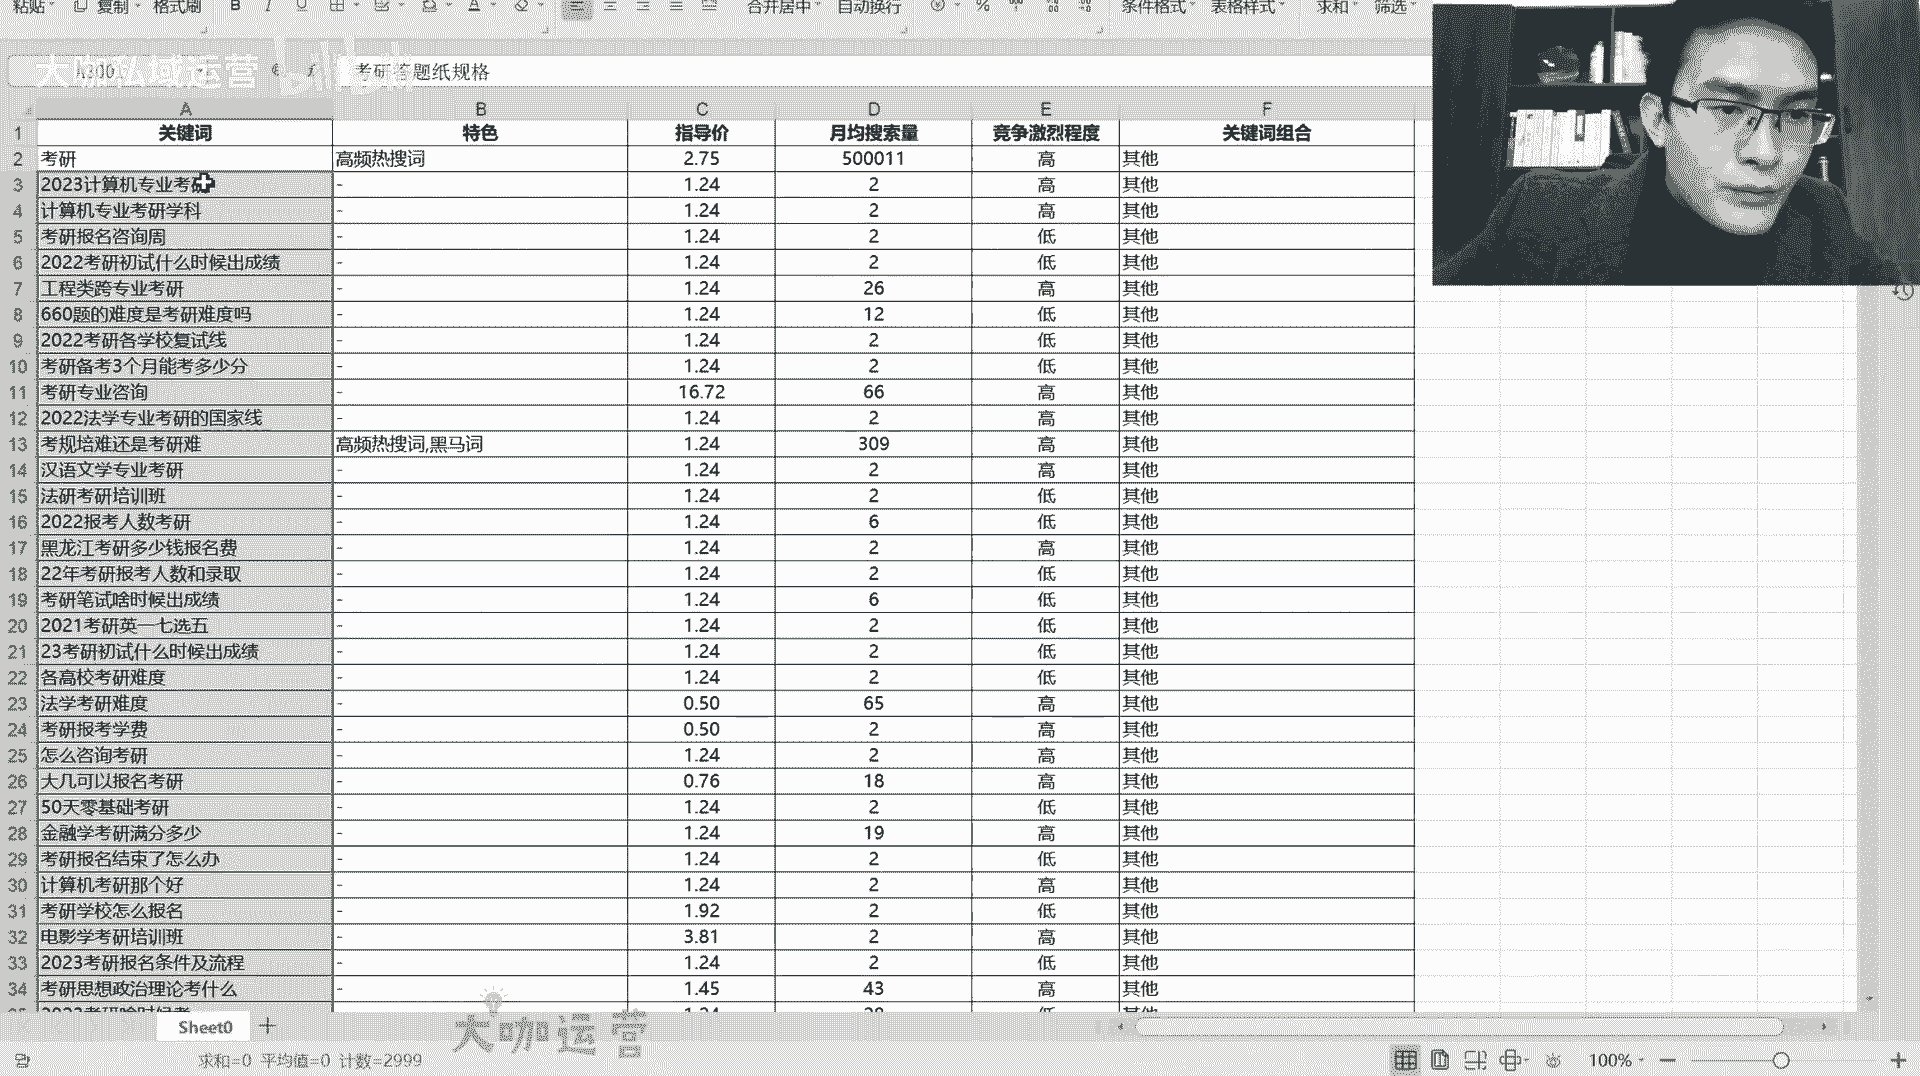 粘贴 复制 格式刷 B I U A 合并居中 自动换行 % 条件格式 表格样式 求和 筛选
大咖私域运营 bilibili 考研答题纸规格
A B C D E F
1 关键词 特色 指导价 月均搜索量 竞争激烈程度 关键词组合
2 考研 高频热搜词 2.75 500011 高 其他
3 2023计算机专业考研 - 1.24 2 高 其他
4 计算机专业考研学科 - 1.24 2 高 其他
5 考研报名咨询周 - 1.24 2 低 其他
6 2022考研初试什么时候出成绩 - 1.24 2 低 其他
7 工程类跨专业考研 - 1.24 26 高 其他
8 660题的难度是考研难度吗 - 1.24 12 低 其他
9 2022考研各学校复试线 - 1.24 2 低 其他
10 考研备考3个月能考多少分 - 1.24 2 低 其他
11 考研专业咨询 - 16.72 66 高 其他
12 2022法学专业考研的国家线 - 1.24 2 高 其他
13 考规培难还是考研难 高频热搜词,黑马词 1.24 309 高 其他
14 汉语文学专业考研 - 1.24 2 高 其他
15 法研考研培训班 - 1.24 2 低 其他
16 2022报考人数考研 - 1.24 6 低 其他
17 黑龙江考研多少钱报名费 - 1.24 2 高 其他
18 22年考研报考人数和录取 - 1.24 2 低 其他
19 考研笔试啥时候出成绩 - 1.24 6 低 其他
20 2021考研英一七选五 - 1.24 2 低 其他
21 23考研初试什么时候出成绩 - 1.24 2 低 其他
22 各高校考研难度 - 1.24 2 低 其他
23 法学考研难度 - 0.50 65 高 其他
24 考研报考学费 - 0.50 2 高 其他
25 怎么咨询考研 - 1.24 2 高 其他
26 大几可以报名考研 - 0.76 18 高 其他
27 50天零基础考研 - 1.24 2 低 其他
28 金融学考研满分多少 - 1.24 19 高 其他
29 考研报名结束了怎么办 - 1.24 2 低 其他
30 计算机考研那个好 - 1.24 2 高 其他
31 考研学校怎么报名 - 1.92 2 低 其他
32 电影学考研培训班 - 3.81 2 高 其他
33 2023考研报名条件及流程 - 1.24 2 低 其他
34 考研思想政治理论考什么 - 1.45 43 高 其他
大咖运营
Sheet0 +
求和=0 平均值=0 计数=2999 100%